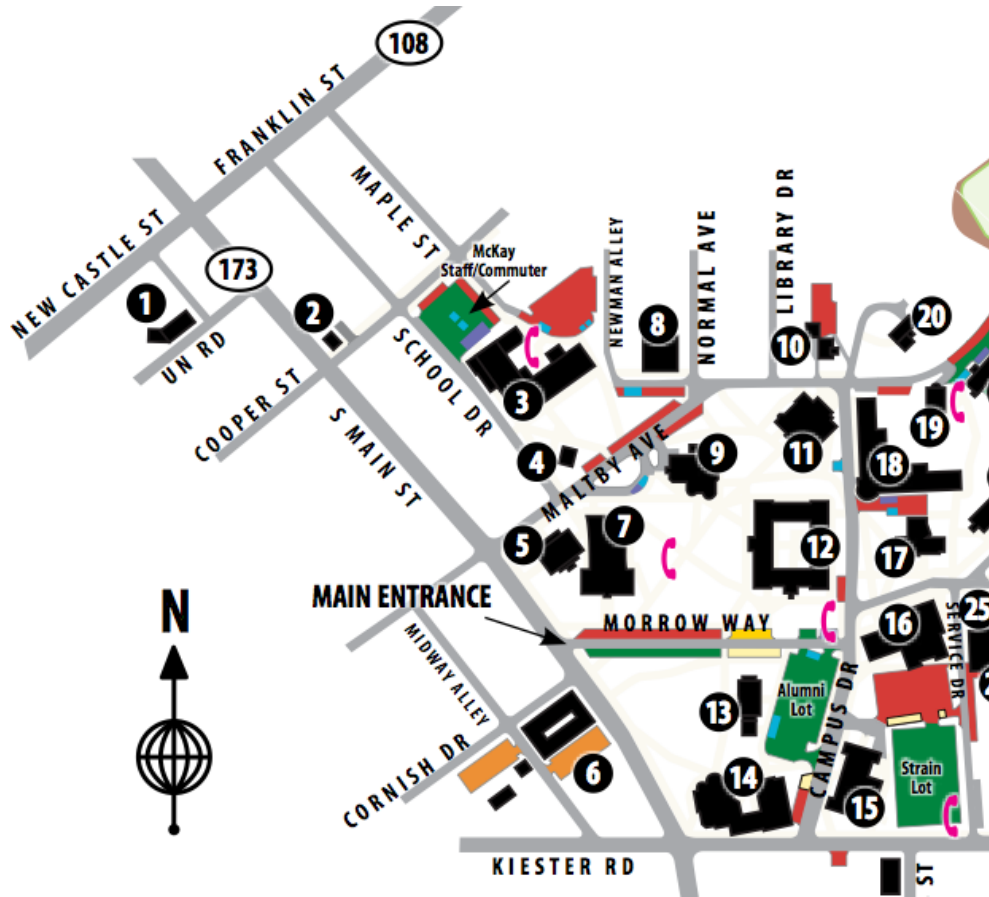 108
FRANKLIN ST
NEW CASTLE ST
MAPLE ST
173
1
2
UN RD
COOPER ST
S MAIN ST
SCHOOL DR
McKay
Staff/Commuter
3
4
NEWMAN ALLEY
8
NORMAL AVE
LIBRARY DR
10
20
19
11
18
9
MALTBY AVE
5
7
12
17
MAIN ENTRANCE
MORROW WAY
N
MIDWAY ALLEY
CORNISH DR
6
13
Alumni
Lot
CAMPUS DR
16
SERVICE DR
25
14
15
Strain
Lot
KIESTER RD
ST